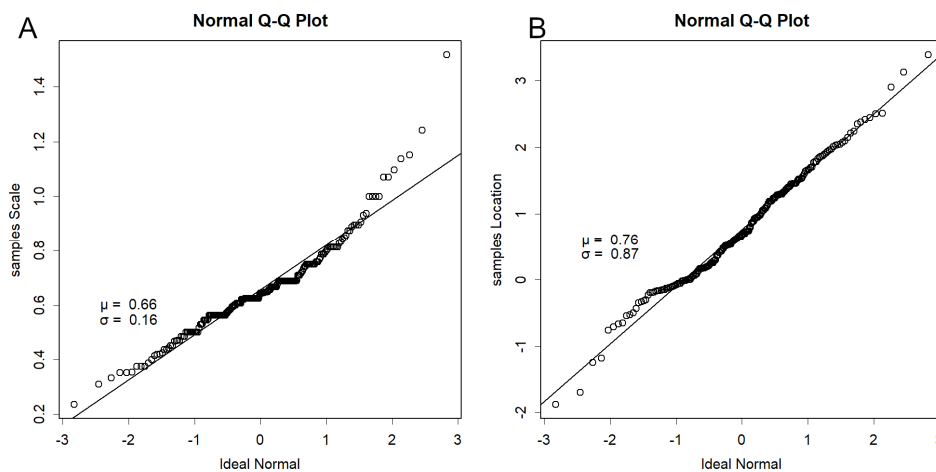 A
Normal Q-Q Plot
samples Scale
1.4
1.2
1.0
0.8
0.6
0.4
0.2
μ = 0.66
σ = 0.16
-3 -2 -1 0 1 2 3
Ideal Normal
B
Normal Q-Q Plot
samples Location
3
2
1
0
-1
-2
μ = 0.76
σ = 0.87
-3 -2 -1 0 1 2
Ideal Normal